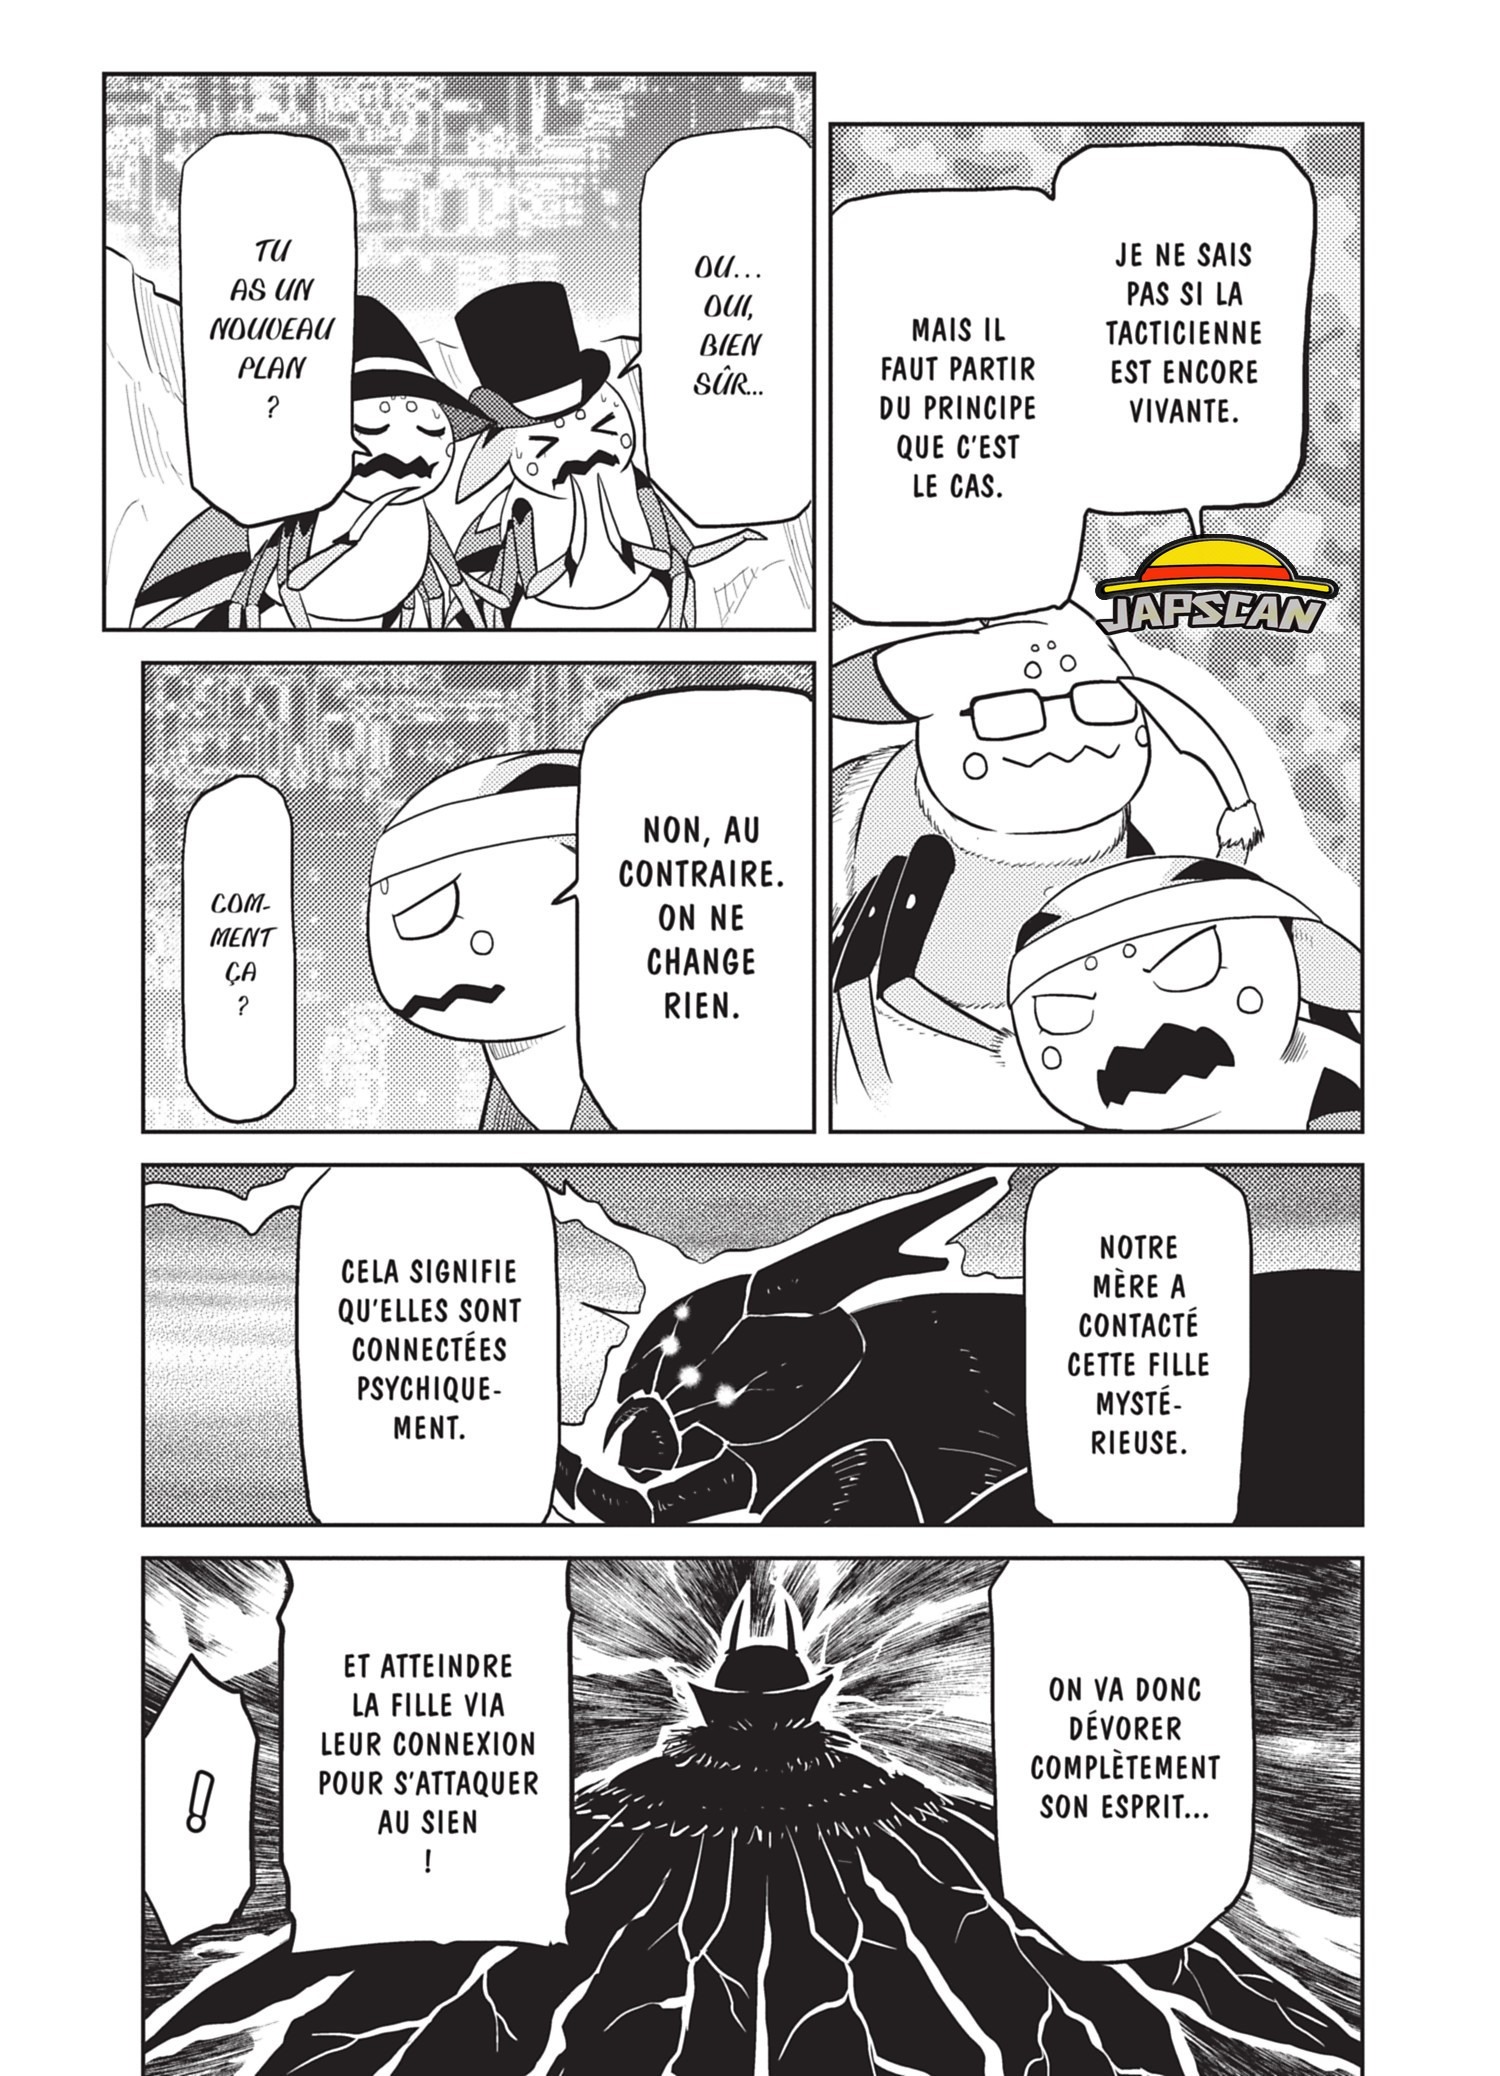 JE NE SAIS
PAS SI LA
TACTICIENNE
EST ENCORE
VIVANTE.
MAIS IL
FAUT PARTIR
DU PRINCIPE
QUE C'EST
LE CAS.
JAPSCAN
OU...
OUI,
BIEN
SÛR...
TU
AS UN
NOUVEAU
PLAN
?
NON, AU
CONTRAIRE.
ON NE
CHANGE
RIEN.
COM-
MENT
ÇA
?
NOTRE
MÈRE A
CONTACTÉ
CETTE FILLE
MYSTÉ-
RIEUSE.
CELA SIGNIFIE
QU'ELLES SONT
CONNECTÉES
PSYCHIQUE-
MENT.
ON VA DONC
DÉVORER
COMPLÈTEMENT
SON ESPRIT...
ET ATTEINDRE
LA FILLE VIA
LEUR CONNEXION
POUR S'ATTAQUER
AU SIEN
!
!